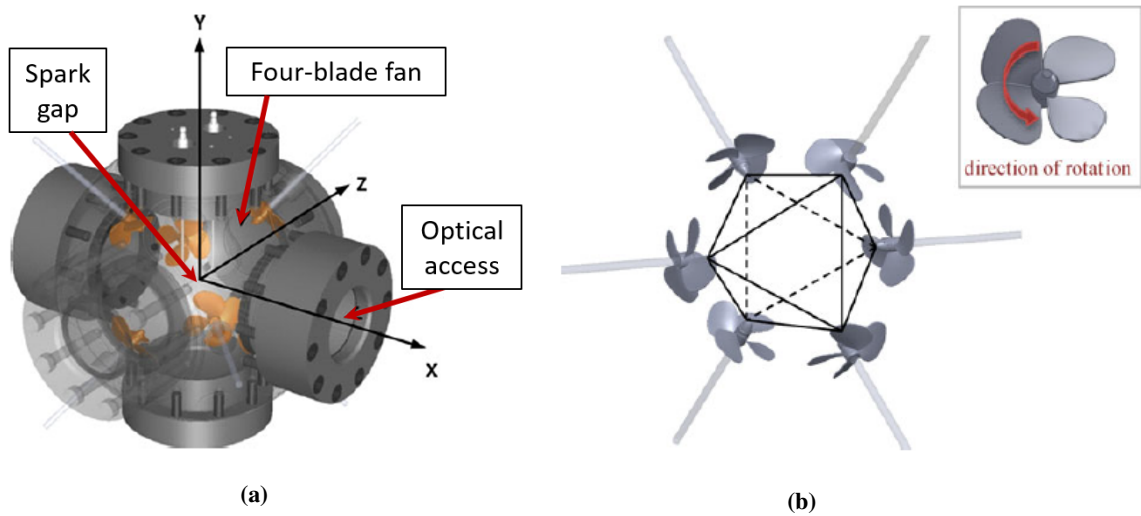 Y
Spark
gap
Four-blade fan
Z
Optical
access
X
direction of rotation
(a)
(b)